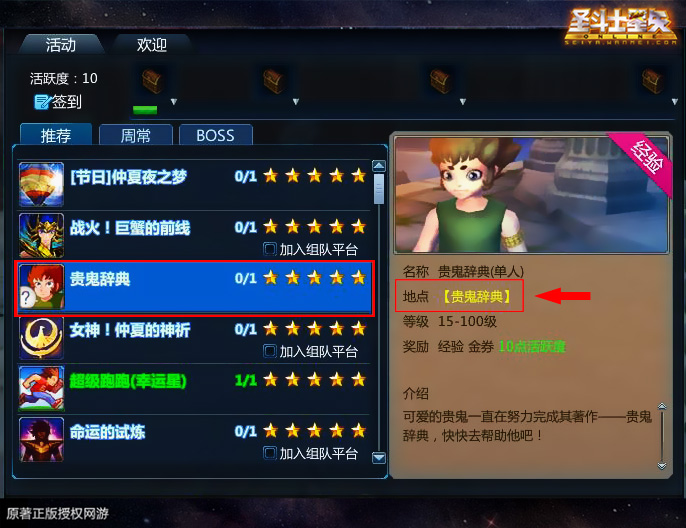 圣斗士星矢
ONLINE
SEIYA.WANMEI.COM
活动
欢迎
活跃度：10
签到
推荐
周常
BOSS
[节日]仲夏夜之梦 0/1
战火！巨蟹的前线 0/1
加入组队平台
贵鬼辞典 0/1
?
女神！仲夏的神祈 0/1
加入组队平台
超级跑跑(幸运星) 1/1
命运的试炼 0/1
加入组队平台
经验
名称 贵鬼辞典(单人)
地点 【贵鬼辞典】
等级 15-100级
奖励 经验 金券 10点活跃度
介绍
可爱的贵鬼一直在努力完成其著作——贵鬼
辞典，快快去帮助他吧！
原著正版授权网游